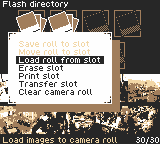 Flash directory
Save roll to slot
Move roll to slot
Load roll from slot
Erase slot
Print slot
Transfer slot
Clear camera roll
Load images to camera roll 30/30